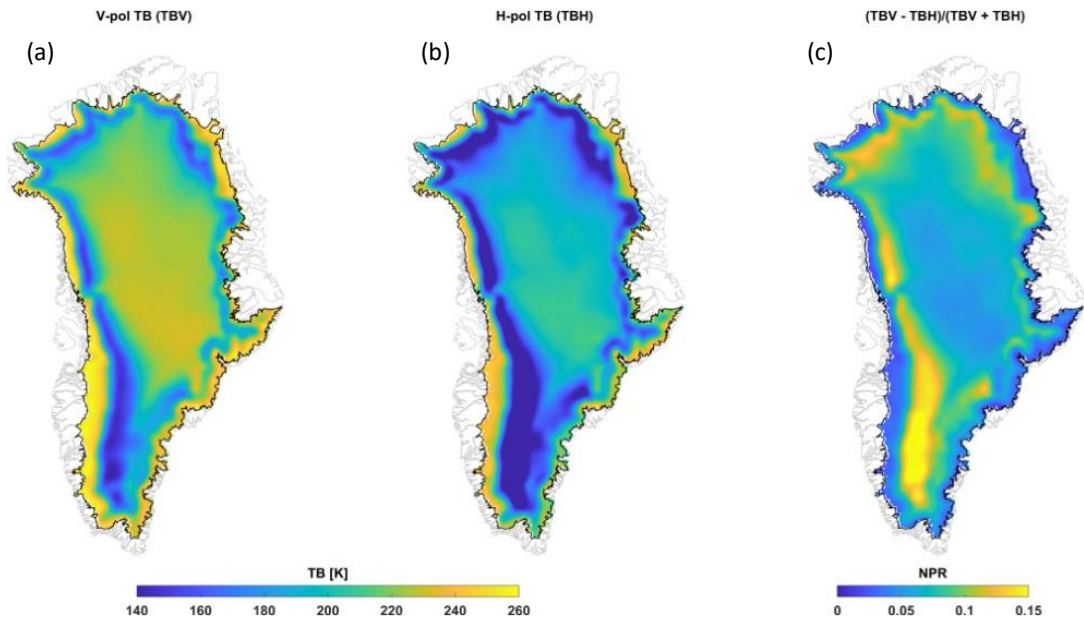 V-pol TB (TBV)
H-pol TB (TBH)
(TBV - TBH)/(TBV + TBH)
(a)
(b)
(c)
TB [K]
140 160 180 200 220 240 260
NPR
0 0.05 0.1 0.15